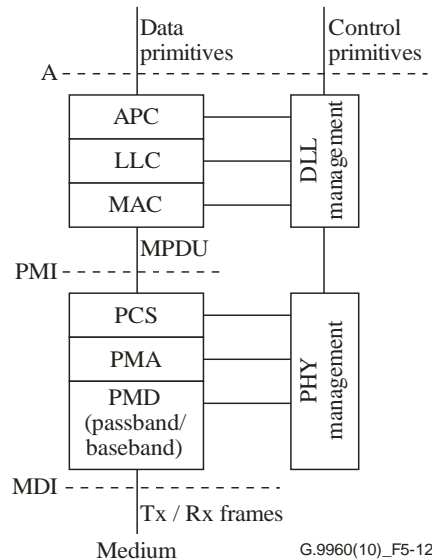 Data
primitives
Control
primitives
A
APC
LLC
MAC
DLL
management
MPDU
PMI
PCS
PMA
PMD
(passband/
baseband)
PHY
management
MDI
Tx / Rx frames
Medium
G.9960(10)_F5-12